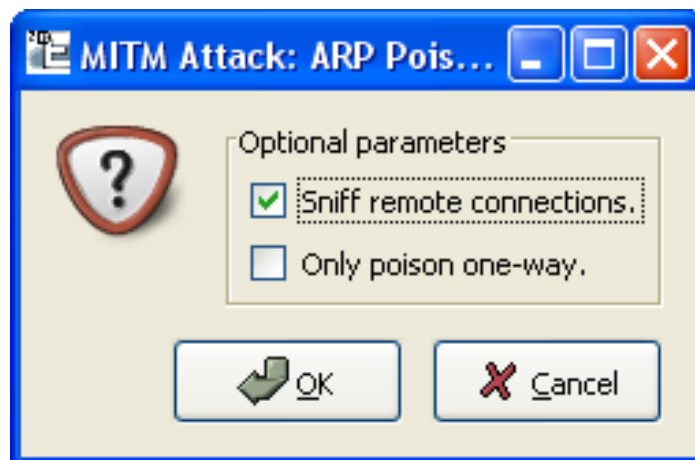 MITM Attack: ARP Pois...
Optional parameters
Sniff remote connections.
Only poison one-way.
OK
Cancel